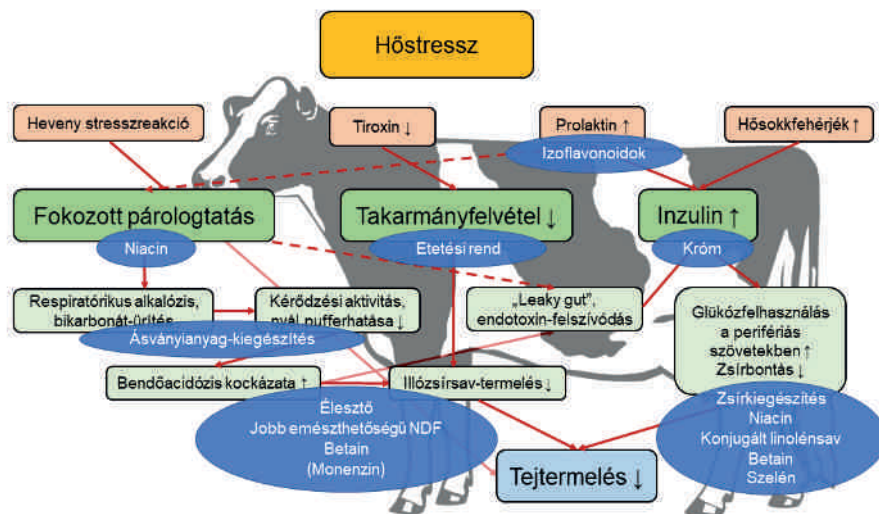 Hőstressz
Heveny stresszreakció
Tiroxin ↓
Prolaktin ↑
Hősokkfehérjék ↑
Izoflavonoidok
Fokozott párologtatás
Takarmányfelvétel ↓
Inzulin ↑
Niacin
Etetési rend
Króm
Respiratórikus alkalózis,
bikarbonát-ürítés
Kérődzési aktivitás,
nyál pufferhatása ↓
„Leaky gut”,
endotoxin-felszívódás
Glükózfelhasználás
a perifériás
szövetekben ↑
Zsírbontás ↓
Ásványianyag-kiegészítés
Bendőacidózis kockázata ↑
Illózsírsav-termelés ↓
Élesztő
Jobb emészthetőségű NDF
Betain
(Monenzin)
Zsírkiegészítés
Niacin
Konjugált linolénsav
Betain
Szelén
Tejtermelés ↓